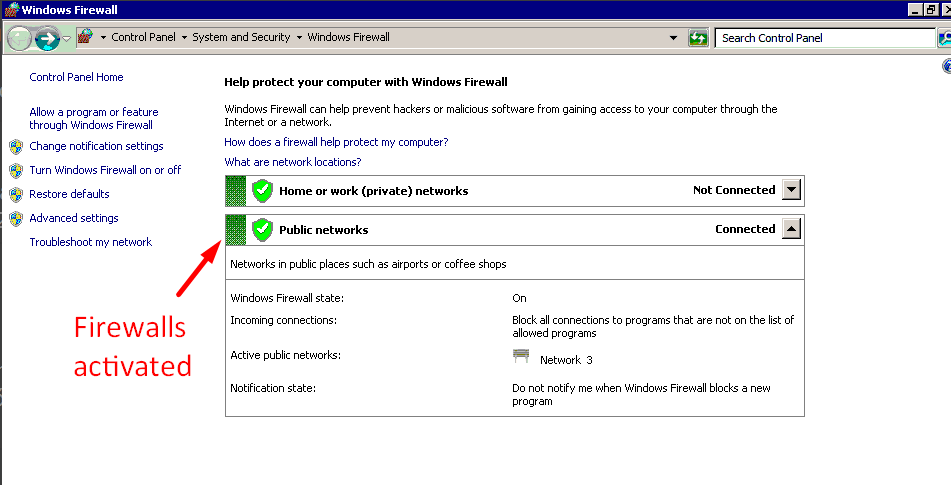 Windows Firewall
Control Panel
System and Security
Windows Firewall
Search Control Panel
Control Panel Home
Allow a program or feature
through Windows Firewall
Change notification settings
Turn Windows Firewall on or off
Restore defaults
Advanced settings
Troubleshoot my network
Firewalls
activated
Help protect your computer with Windows Firewall
Windows Firewall can help prevent hackers or malicious software from gaining access to your computer through the
Internet or a network.
How does a firewall help protect my computer?
What are network locations?
Home or work (private) networks Not Connected
Public networks Connected
Networks in public places such as airports or coffee shops
Windows Firewall state: On
Incoming connections: Block all connections to programs that are not on the list of
allowed programs
Active public networks: Network 3
Notification state: Do not notify me when Windows Firewall blocks a new
program